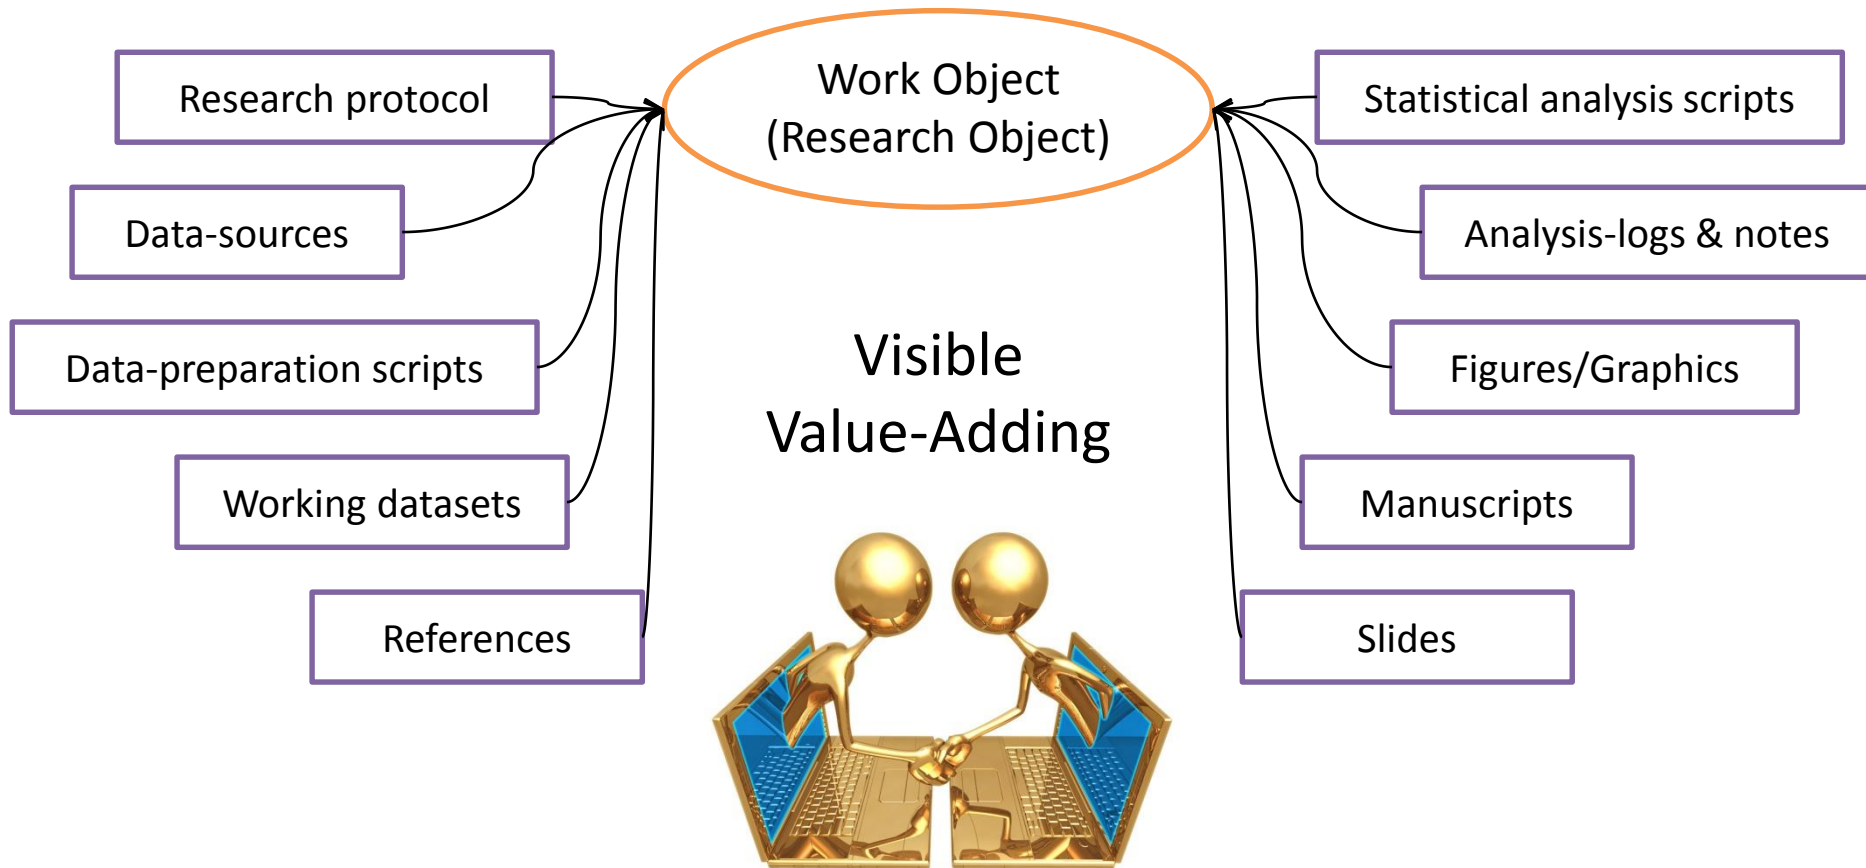 Work Object
(Research Object)
Research protocol
Data-sources
Data-preparation scripts
Working datasets
References
Visible
Value-Adding
Statistical analysis scripts
Analysis-logs & notes
Figures/Graphics
Manuscripts
Slides